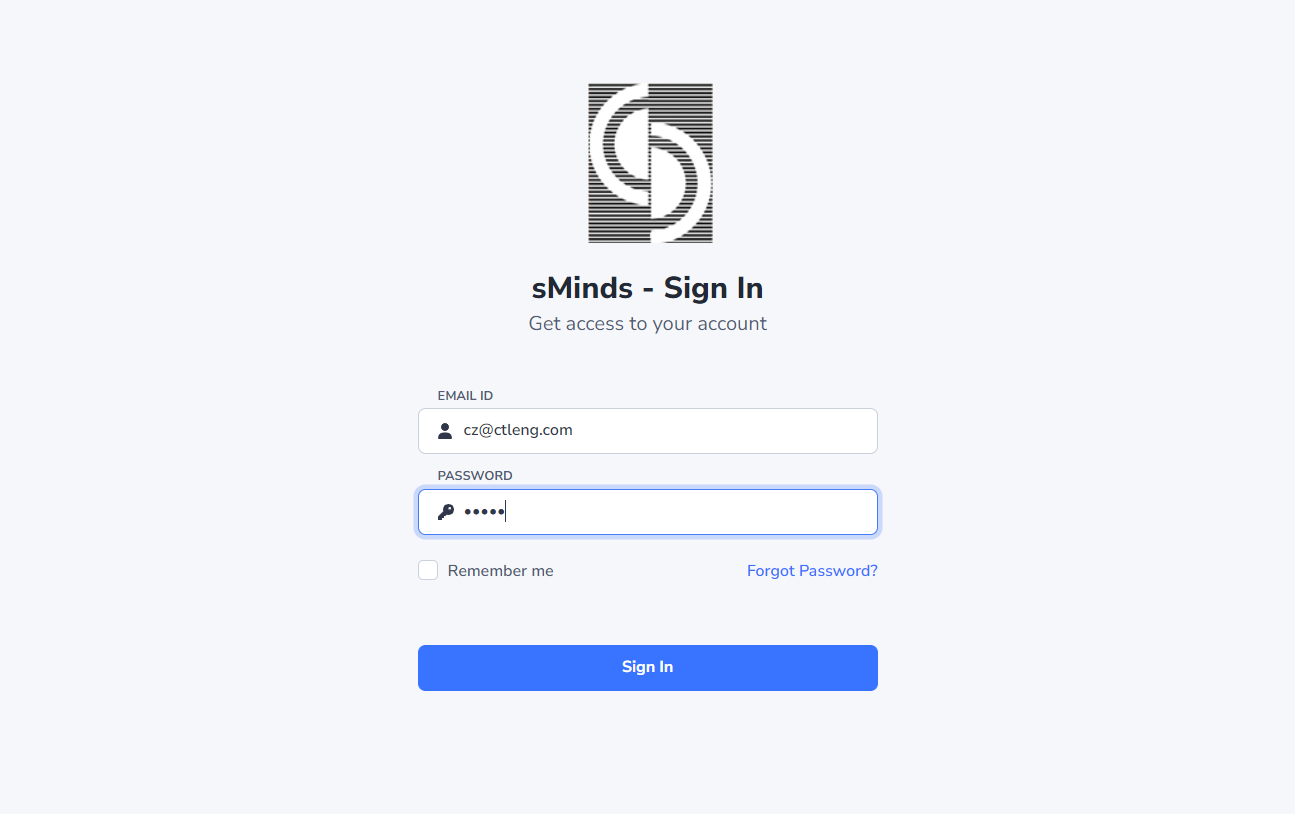 sMinds - Sign In
Get access to your account
EMAIL ID
cz@ctleng.com
PASSWORD
•••••
Remember me
Forgot Password?
Sign In